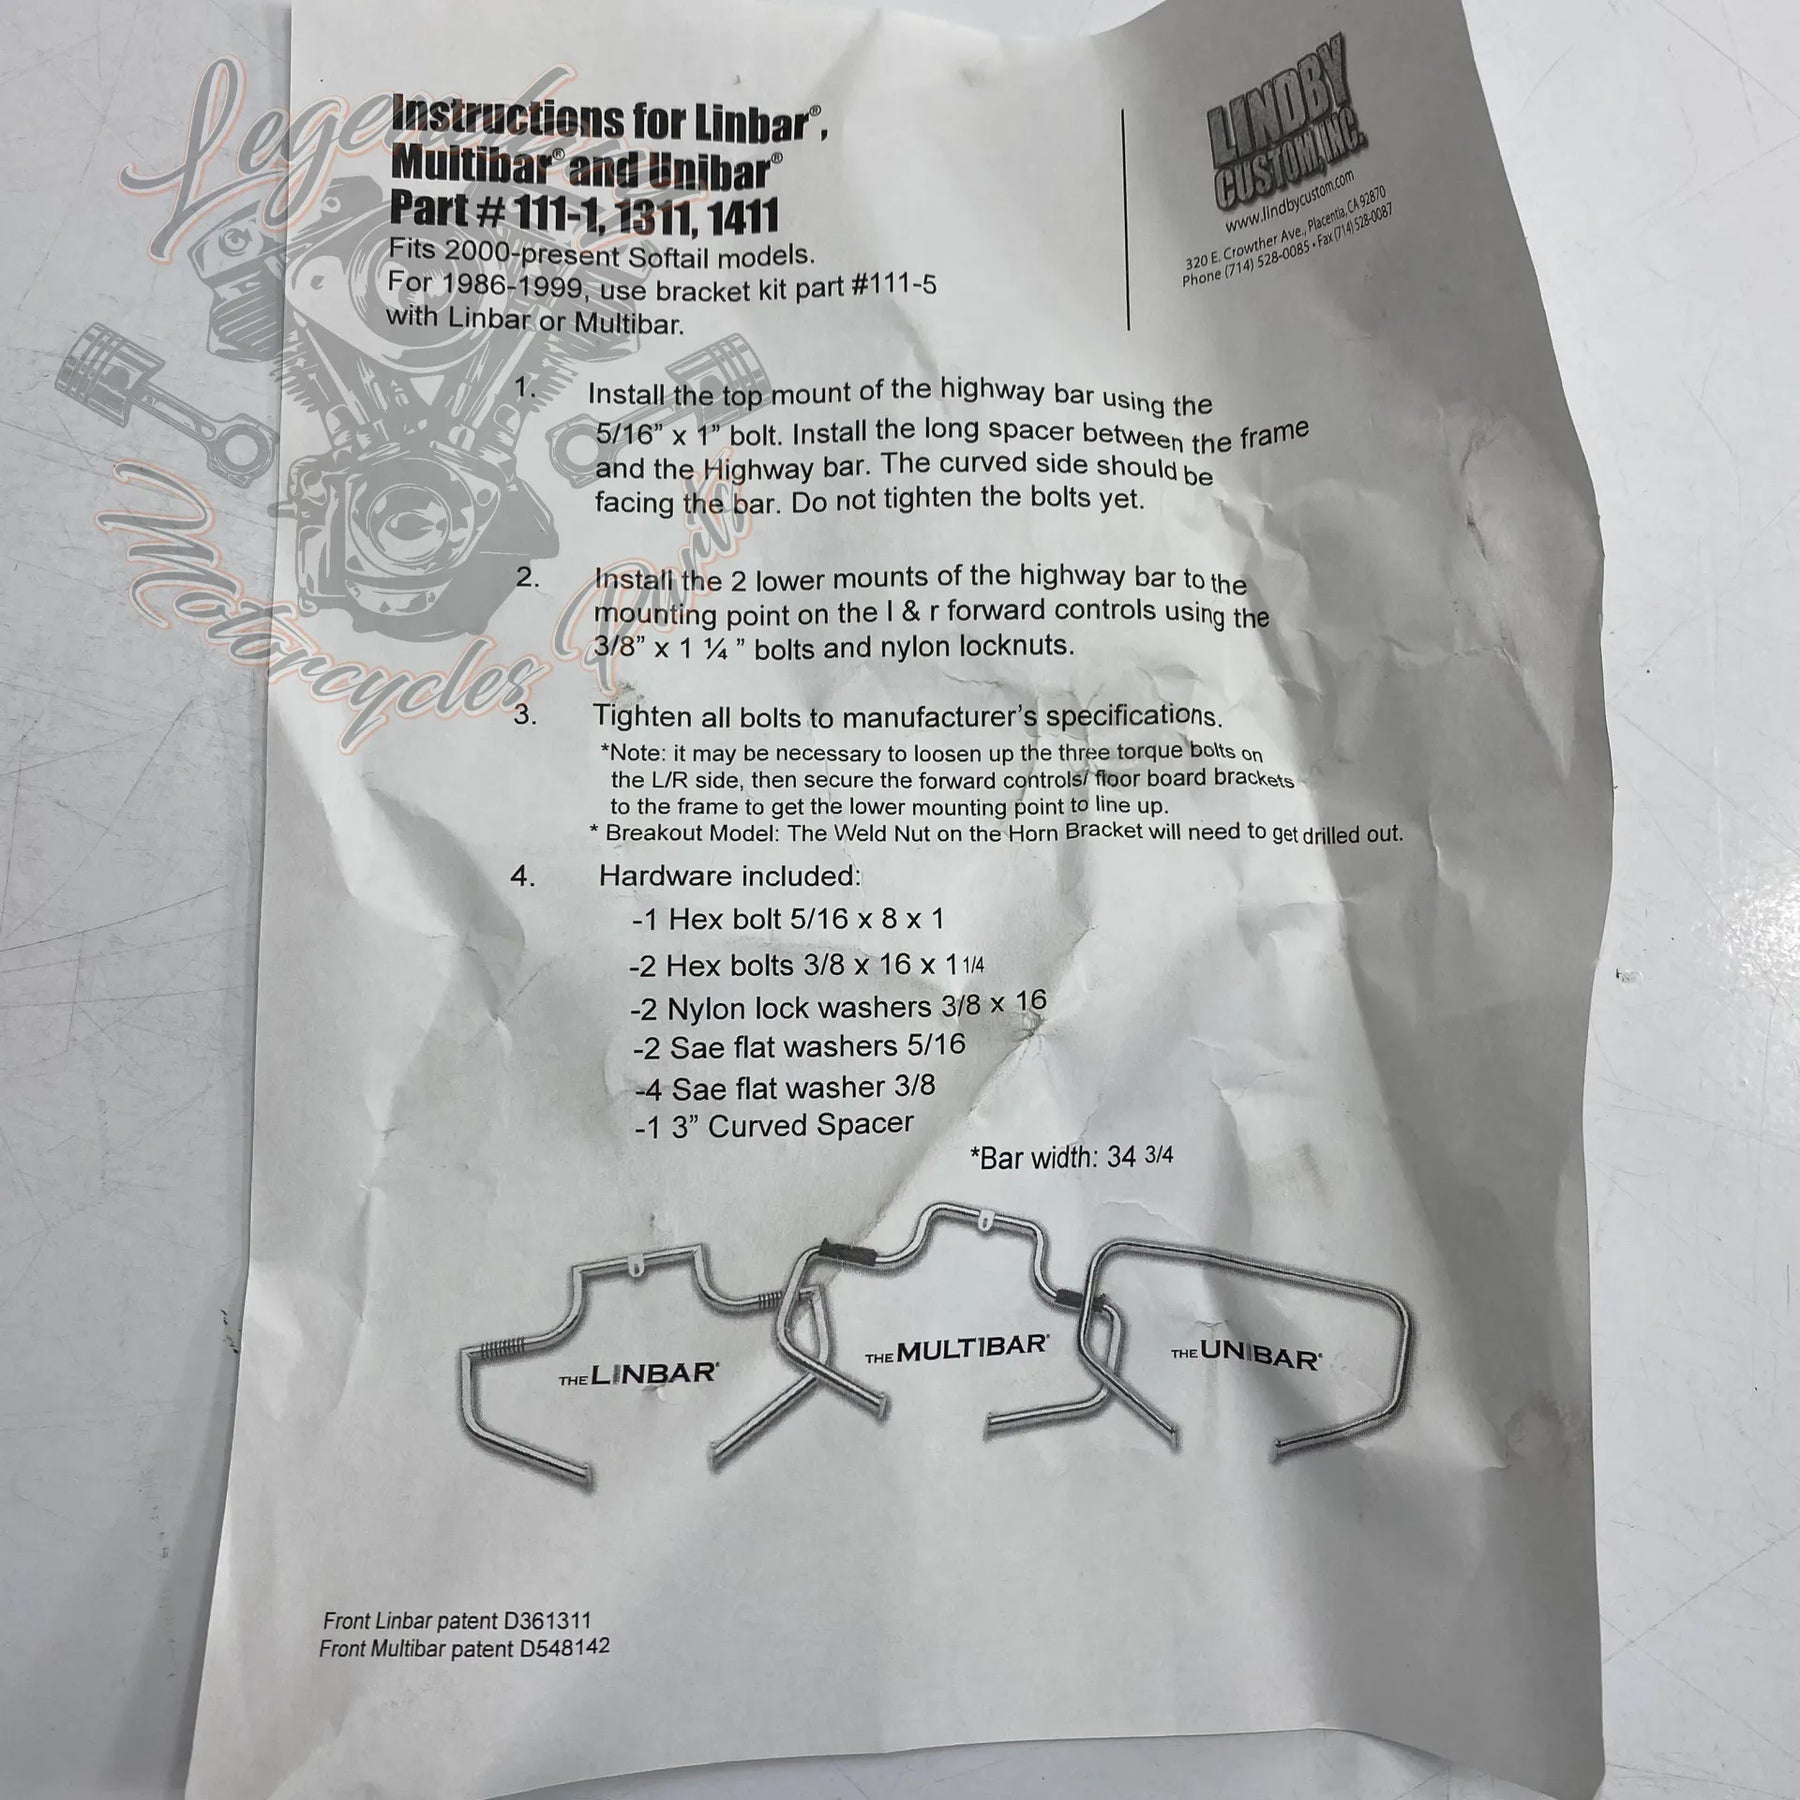 Instructions for Linbar®,
Multibar® and Unibar®
Part # 111-1, 1311, 1411
Fits 2000-present Softail models.
For 1986-1999, use bracket kit part #111-5
with Linbar or Multibar.
LINDBY
CUSTOM, INC.
www.lindbycustom.com
320 E. Crowther Ave., Placentia, CA 92870
Phone (714) 528-0085 • Fax (714) 528-0087
Legendary
Motorcycles Parts
1. Install the top mount of the highway bar using the
5/16” x 1” bolt. Install the long spacer between the frame
and the Highway bar. The curved side should be
facing the bar. Do not tighten the bolts yet.
2. Install the 2 lower mounts of the highway bar to the
mounting point on the l & r forward controls using the
3/8” x 1 ¼ ” bolts and nylon locknuts.
3. Tighten all bolts to manufacturer’s specifications.
*Note: it may be necessary to loosen up the three torque bolts on
the L/R side, then secure the forward controls/ floor board brackets
to the frame to get the lower mounting point to line up.
* Breakout Model: The Weld Nut on the Horn Bracket will need to get drilled out.
4. Hardware included:
-1 Hex bolt 5/16 x 8 x 1
-2 Hex bolts 3/8 x 16 x 1 1/4
-2 Nylon lock washers 3/8 x 16
-2 Sae flat washers 5/16
-4 Sae flat washer 3/8
-1 3” Curved Spacer
*Bar width: 34 3/4
THE LINBAR®
THE MULTIBAR®
THE UNIBAR®
Front Linbar patent D361311
Front Multibar patent D548142